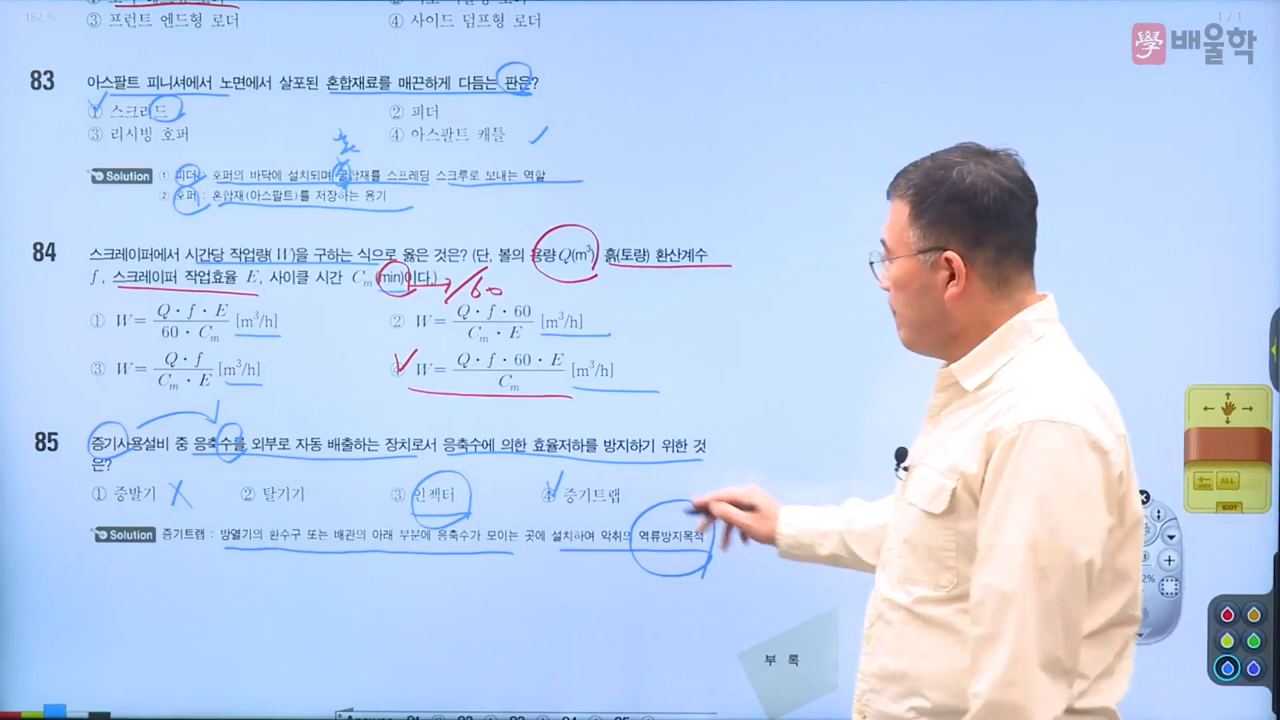 182 %
1/1
學 배울학
③ 프런트 엔드형 로더
④ 사이드 덤프형 로더
83 아스팔트 피니셔에서 노면에서 살포된 혼합재료를 매끈하게 다듬는 판은?
① 스크리드 ② 피더
③ 리시빙 호퍼 ④ 아스팔트 캐틀
Solution ① 피더 : 호퍼의 바닥에 설치되며 혼합재를 스프레딩 스크루로 보내는 역할
② 호퍼 : 혼합재(아스팔트)를 저장하는 용기
84 스크레이퍼에서 시간당 작업량(W)을 구하는 식으로 옳은 것은? (단, 볼의 용량 Q(m³), 흙(토량) 환산계수
f, 스크레이퍼 작업효율 E, 사이클 시간 Cm(min)이다.)
/60
① W = Q · f · E / 60 · Cm [m³/h] ② W = Q · f · 60 / Cm · E [m³/h]
③ W = Q · f / Cm · E [m³/h] ④ W = Q · f · 60 · E / Cm [m³/h]
85 증기사용설비 중 응축수를 외부로 자동 배출하는 장치로서 응축수에 의한 효율저하를 방지하기 위한 것
은?
① 증발기 ② 탈기기 ③ 인젝터 ④ 증기트랩
Solution 증기트랩 : 방열기의 환수구 또는 배관의 아래 부분에 응축수가 모이는 곳에 설치하여 악취의 역류방지목적
부 록
ALL
EXIT